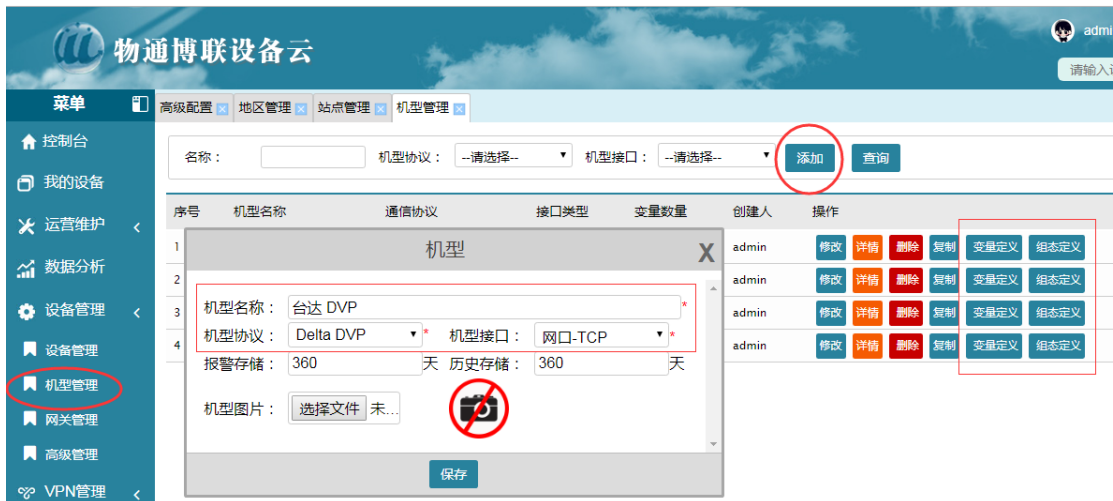 物通博联设备云
admi
请输入
菜单
高级配置 地区管理 站点管理 机型管理
控制台
我的设备
运营维护
数据分析
设备管理
设备管理
机型管理
网关管理
高级管理
VPN管理
名称： 机型协议： --请选择-- 机型接口： --请选择-- 添加 查询
序号 机型名称 通信协议 接口类型 变量数量 创建人 操作
1 admin 修改 详情 删除 复制 变量定义 组态定义
2 admin 修改 详情 删除 复制 变量定义 组态定义
3 admin 修改 详情 删除 复制 变量定义 组态定义
4 admin 修改 详情 删除 复制 变量定义 组态定义
机型 X
机型名称： 台达 DVP *
机型协议： Delta DVP * 机型接口： 网口-TCP *
报警存储： 360 天 历史存储： 360 天
机型图片： 选择文件 未...
保存